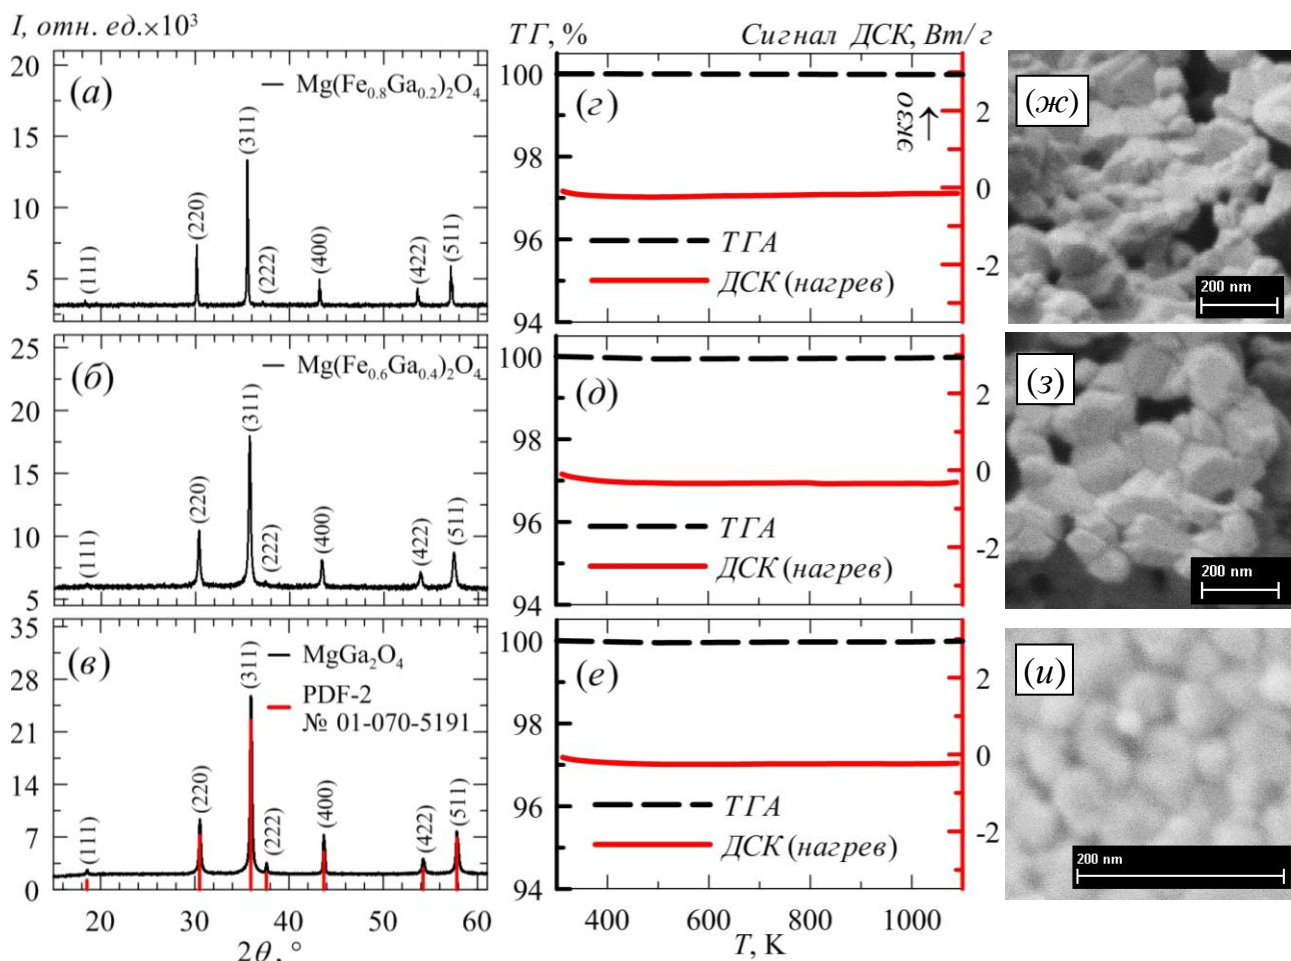 I, отн. ед.×10³
20
15
10
5
(а)
Mg(Fe₀.₈Ga₀.₂)₂O₄
(111)
(220)
(311)
(222)
(400)
(422)
(511)
25
20
15
10
5
(б)
Mg(Fe₀.₆Ga₀.₄)₂O₄
(111)
(220)
(311)
(222)
(400)
(422)
(511)
35
28
21
14
7
0
(в)
MgGa₂O₄
PDF-2
№ 01-070-5191
(111)
(220)
(311)
(222)
(400)
(422)
(511)
20 30 40 50 60
2θ, °
ТГ, %
Сигнал ДСК, Вт/г
100
98
96
94
(г)
экзо
ТГА
ДСК (нагрев)
2
0
-2
100
98
96
94
(д)
ТГА
ДСК (нагрев)
2
0
-2
100
98
96
94
(е)
ТГА
ДСК (нагрев)
2
0
-2
400 600 800 1000
T, K
(ж)
200 nm
(з)
200 nm
(и)
200 nm